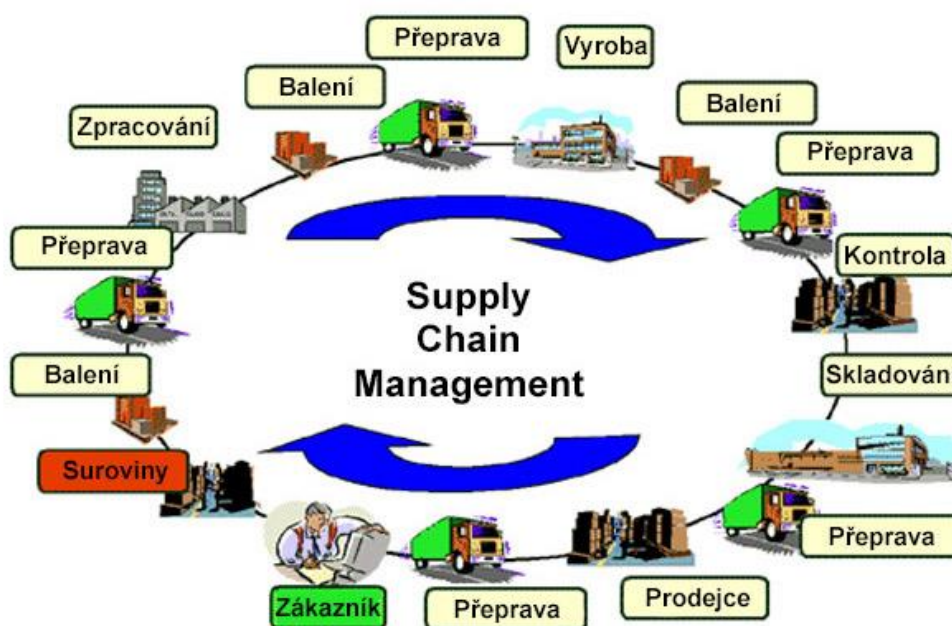 Přeprava
Vyroba
Balení
Balení
Zpracování
Přeprava
Přeprava
Kontrola
Supply
Chain
Management
Balení
Skladován
Suroviny
Přeprava
Zákazník
Přeprava
Prodejce